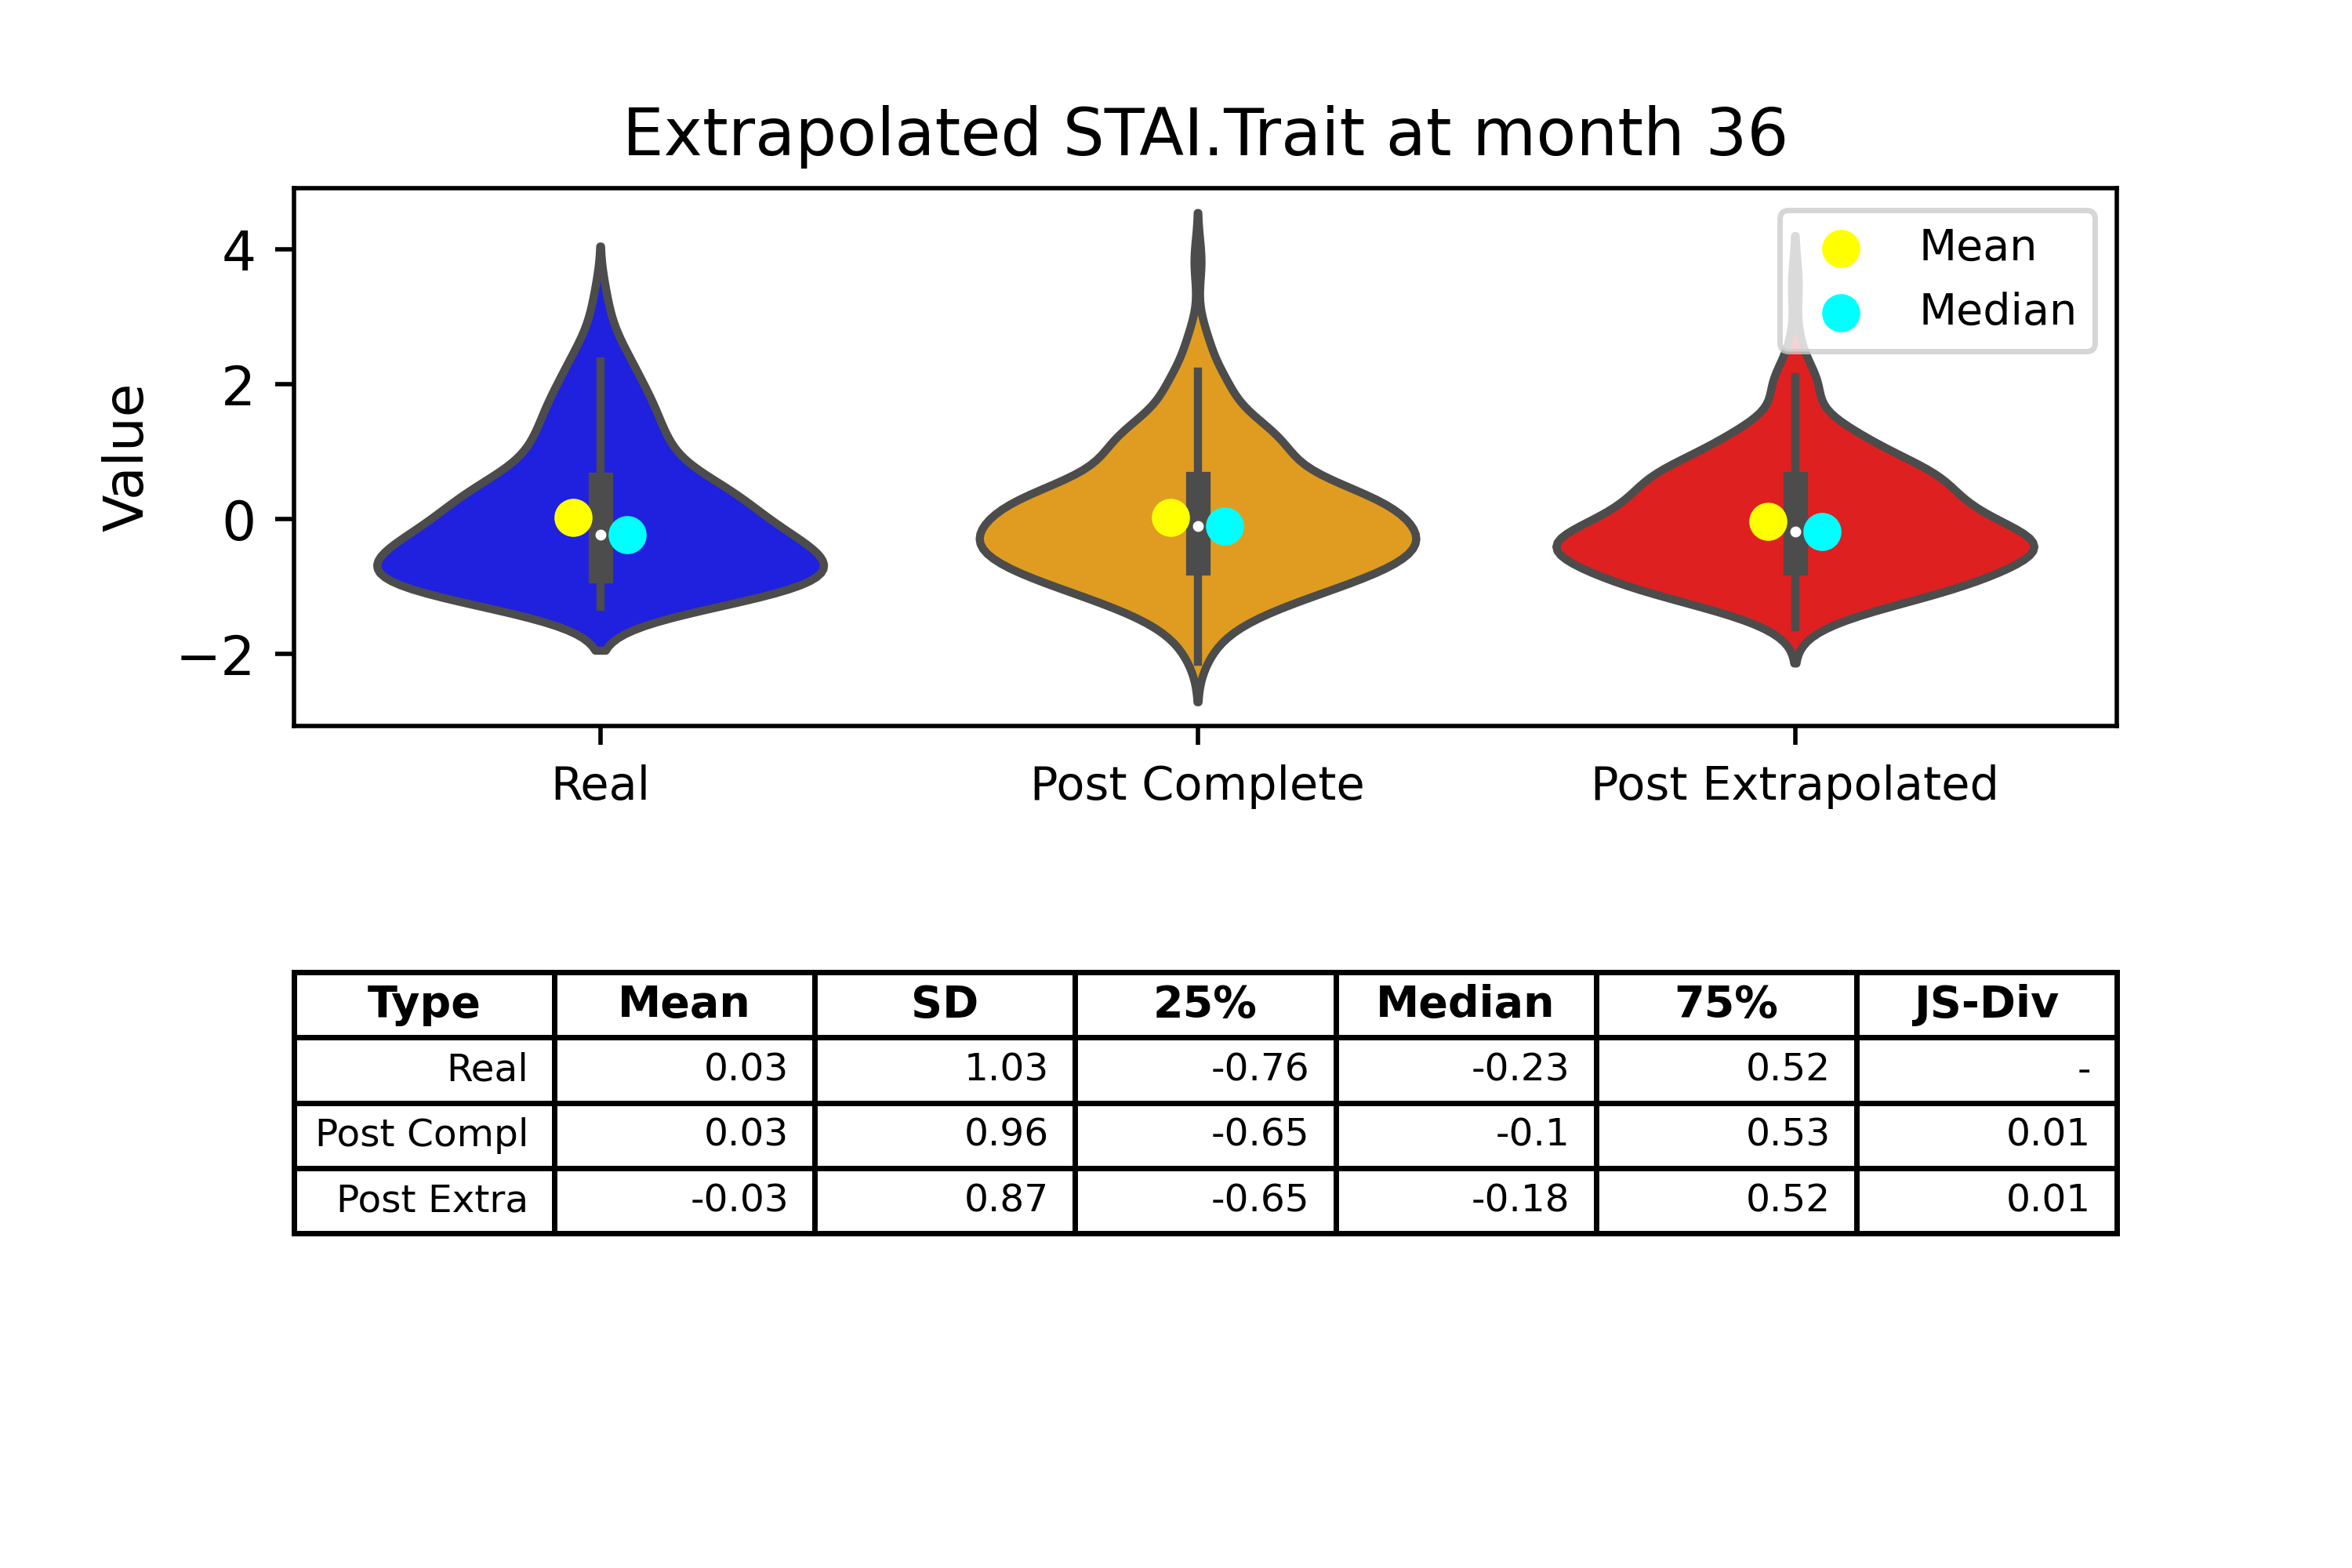 Extrapolated STAI.Trait at month 36
Mean
Median
4
2
0
−2
Value
Real Post Complete Post Extrapolated
Type Mean SD 25% Median 75% JS-Div
Real 0.03 1.03 -0.76 -0.23 0.52 -
Post Compl 0.03 0.96 -0.65 -0.1 0.53 0.01
Post Extra -0.03 0.87 -0.65 -0.18 0.52 0.01